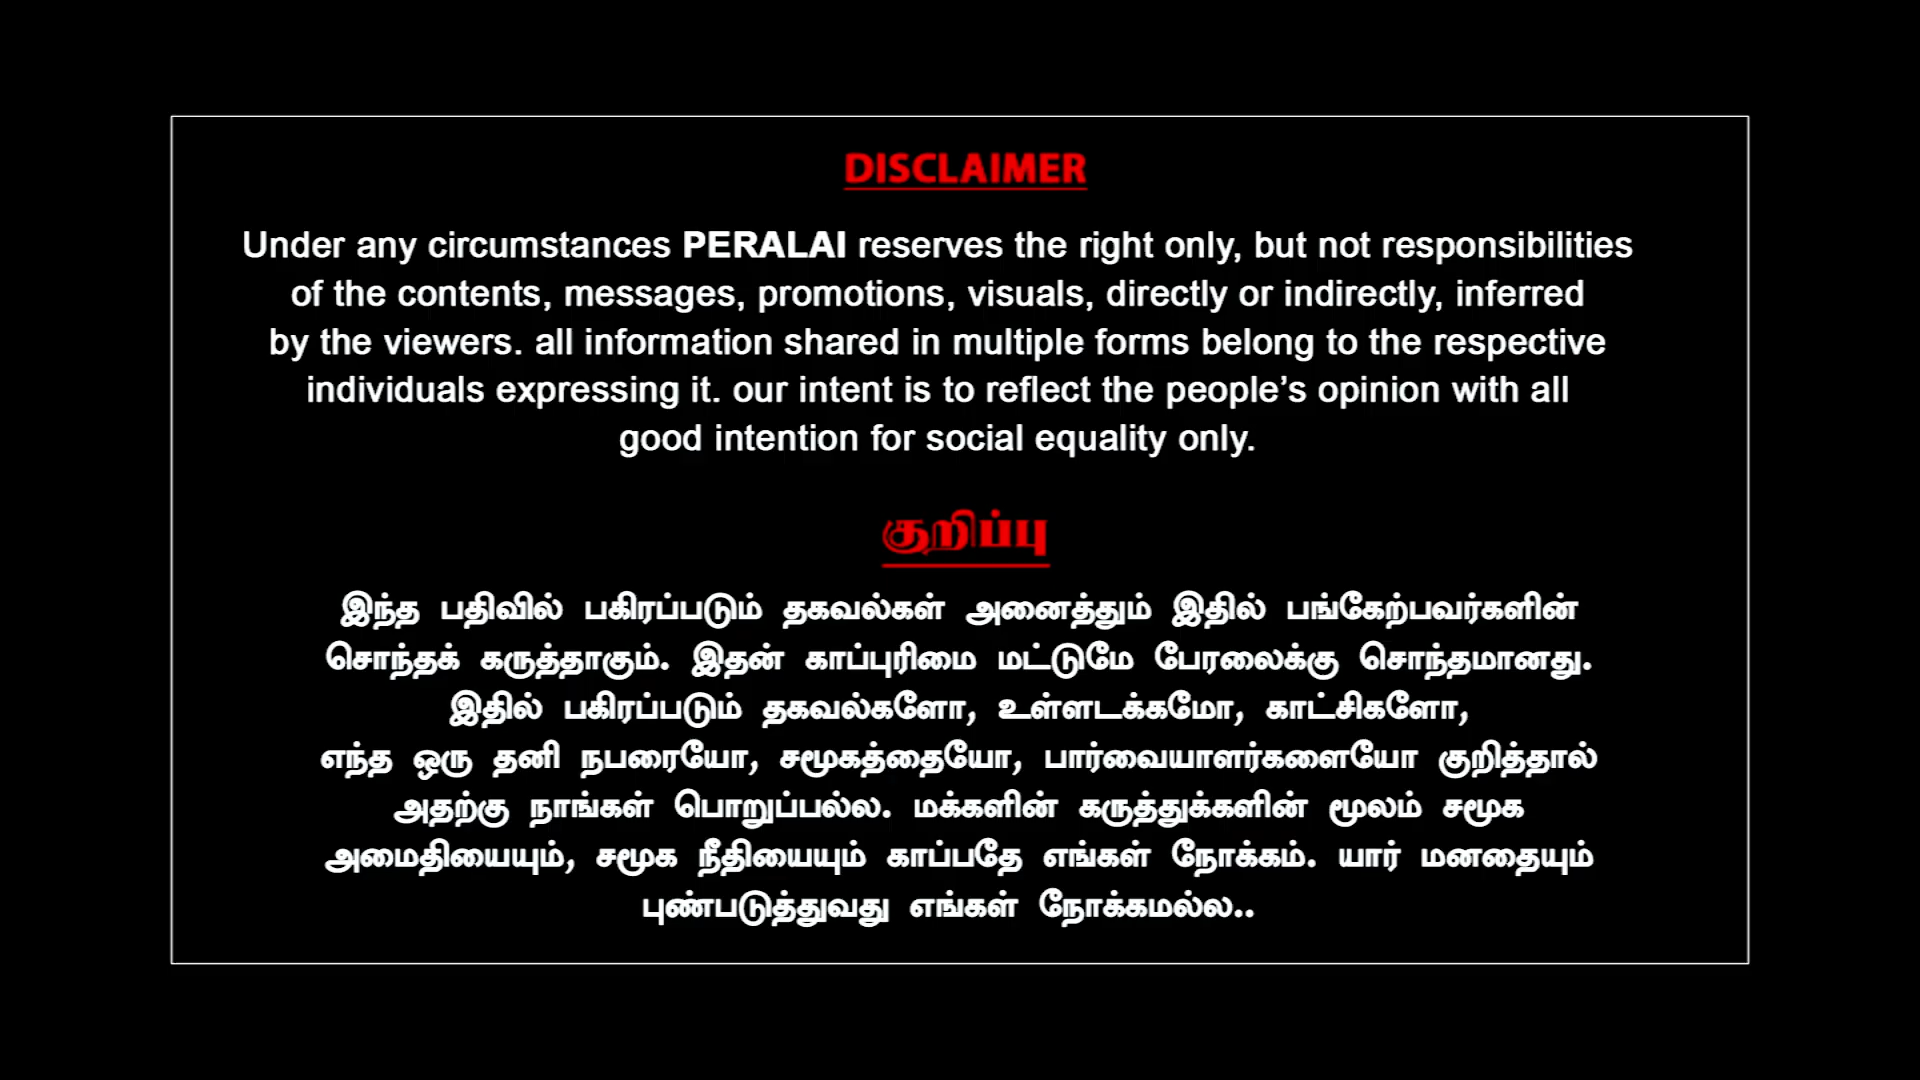 DISCLAIMER
Under any circumstances PERALAI reserves the right only, but not responsibilities
of the contents, messages, promotions, visuals, directly or indirectly, inferred
by the viewers. all information shared in multiple forms belong to the respective
individuals expressing it. our intent is to reflect the people’s opinion with all
good intention for social equality only.
குறிப்பு
இந்த பதிவில் பகிரப்படும் தகவல்கள் அனைத்தும் இதில் பங்கேற்பவர்களின்
சொந்தக் கருத்தாகும். இதன் காப்புரிமை மட்டுமே பேரலைக்கு சொந்தமானது.
இதில் பகிரப்படும் தகவல்களோ, உள்ளடக்கமோ, காட்சிகளோ,
எந்த ஒரு தனி நபரையோ, சமூகத்தையோ, பார்வையாளர்களையோ குறித்தால்
அதற்கு நாங்கள் பொறுப்பல்ல. மக்களின் கருத்துக்களின் மூலம் சமூக
அமைதியையும், சமூக நீதியையும் காப்பதே எங்கள் நோக்கம். யார் மனதையும்
புண்படுத்துவது எங்கள் நோக்கமல்ல..